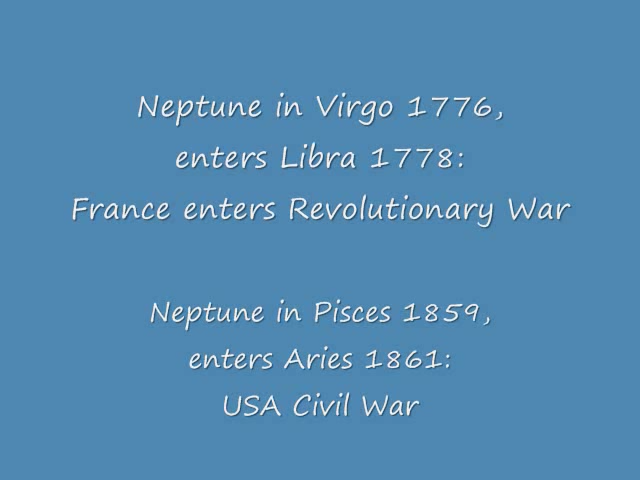 Neptune in Virgo 1776,
enters Libra 1778:
France enters Revolutionary War
Neptune in Pisces 1859,
enters Aries 1861:
USA Civil War